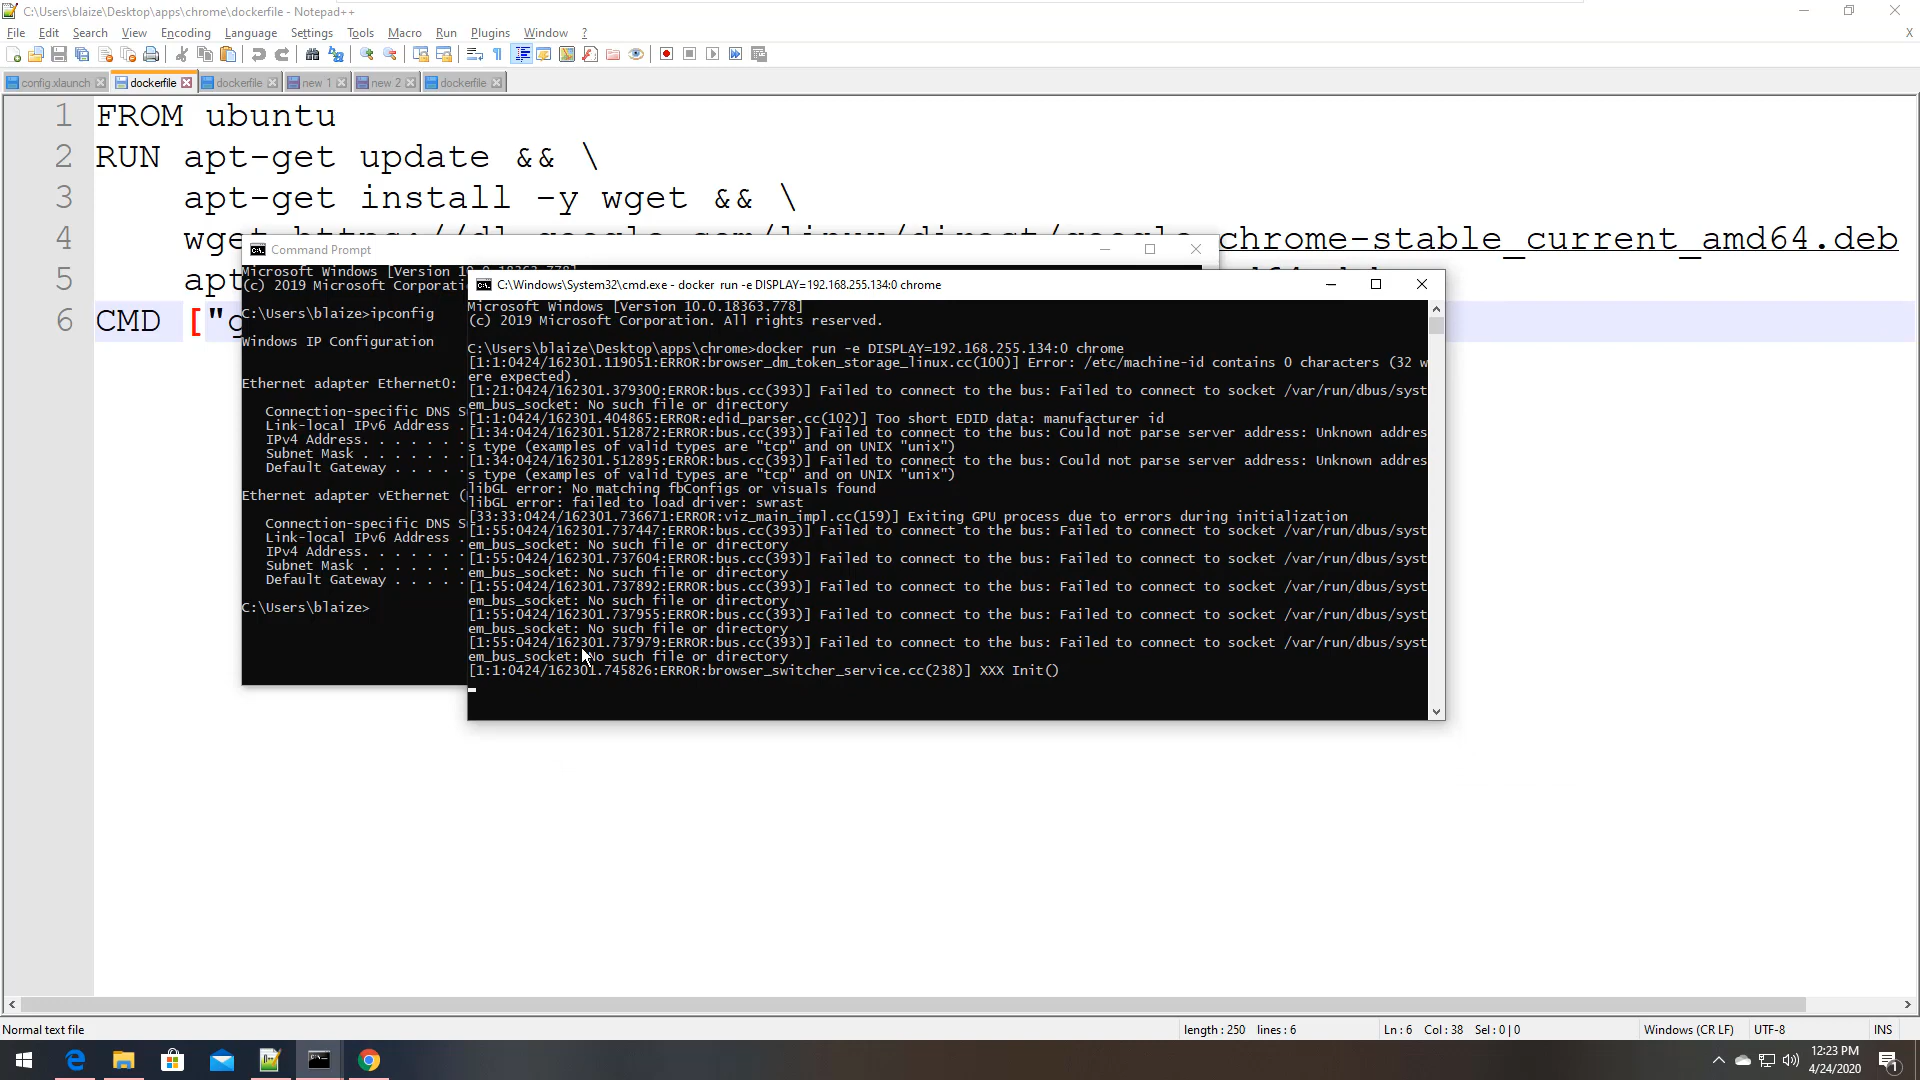 C:\Users\blaize\Desktop\apps\chrome\dockerfile - Notepad++
File Edit Search View Encoding Language Settings Tools Macro Run Plugins Window ?
X
config.xlaunch dockerfile dockerfile new 1 new 2 dockerfile
1 FROM ubuntu
2 RUN apt-get update && \
3 apt-get install -y wget && \
4 wget https://dl.google.com/linux/direct/google-chrome-stable_current_amd64.deb
5 apt
6 CMD ["g
Command Prompt
Microsoft Windows [Version 10.0.18363.778]
(c) 2019 Microsoft Corporati
C:\Users\blaize>ipconfig
Windows IP Configuration
Ethernet adapter Ethernet0:
Connection-specific DNS S
Link-local IPv6 Address .
IPv4 Address. . . . . . .
Subnet Mask . . . . . . .
Default Gateway . . . . .
Ethernet adapter vEthernet (
Connection-specific DNS S
Link-local IPv6 Address .
IPv4 Address. . . . . . .
Subnet Mask . . . . . . .
Default Gateway . . . . .
C:\Users\blaize>
C:\Windows\System32\cmd.exe - docker run -e DISPLAY=192.168.255.134:0 chrome
Microsoft Windows [Version 10.0.18363.778]
(c) 2019 Microsoft Corporation. All rights reserved.
C:\Users\blaize\Desktop\apps\chrome>docker run -e DISPLAY=192.168.255.134:0 chrome
[1:1:0424/162301.119051:ERROR:browser_dm_token_storage_linux.cc(100)] Error: /etc/machine-id contains 0 characters (32 w
ere expected).
[1:21:0424/162301.379300:ERROR:bus.cc(393)] Failed to connect to the bus: Failed to connect to socket /var/run/dbus/syst
em_bus_socket: No such file or directory
[1:1:0424/162301.404865:ERROR:edid_parser.cc(102)] Too short EDID data: manufacturer id
[1:34:0424/162301.512872:ERROR:bus.cc(393)] Failed to connect to the bus: Could not parse server address: Unknown addres
s type (examples of valid types are "tcp" and on UNIX "unix")
[1:34:0424/162301.512895:ERROR:bus.cc(393)] Failed to connect to the bus: Could not parse server address: Unknown addres
s type (examples of valid types are "tcp" and on UNIX "unix")
libGL error: No matching fbConfigs or visuals found
libGL error: failed to load driver: swrast
[33:33:0424/162301.736671:ERROR:viz_main_impl.cc(159)] Exiting GPU process due to errors during initialization
[1:55:0424/162301.737447:ERROR:bus.cc(393)] Failed to connect to the bus: Failed to connect to socket /var/run/dbus/syst
em_bus_socket: No such file or directory
[1:55:0424/162301.737604:ERROR:bus.cc(393)] Failed to connect to the bus: Failed to connect to socket /var/run/dbus/syst
em_bus_socket: No such file or directory
[1:55:0424/162301.737892:ERROR:bus.cc(393)] Failed to connect to the bus: Failed to connect to socket /var/run/dbus/syst
em_bus_socket: No such file or directory
[1:55:0424/162301.737955:ERROR:bus.cc(393)] Failed to connect to the bus: Failed to connect to socket /var/run/dbus/syst
em_bus_socket: No such file or directory
[1:55:0424/162301.737979:ERROR:bus.cc(393)] Failed to connect to the bus: Failed to connect to socket /var/run/dbus/syst
em_bus_socket: No such file or directory
[1:1:0424/162301.745826:ERROR:browser_switcher_service.cc(238)] XXX Init()
Normal text file length : 250 lines : 6 Ln : 6 Col : 38 Sel : 0 | 0 Windows (CR LF) UTF-8 INS
12:23 PM
4/24/2020
1